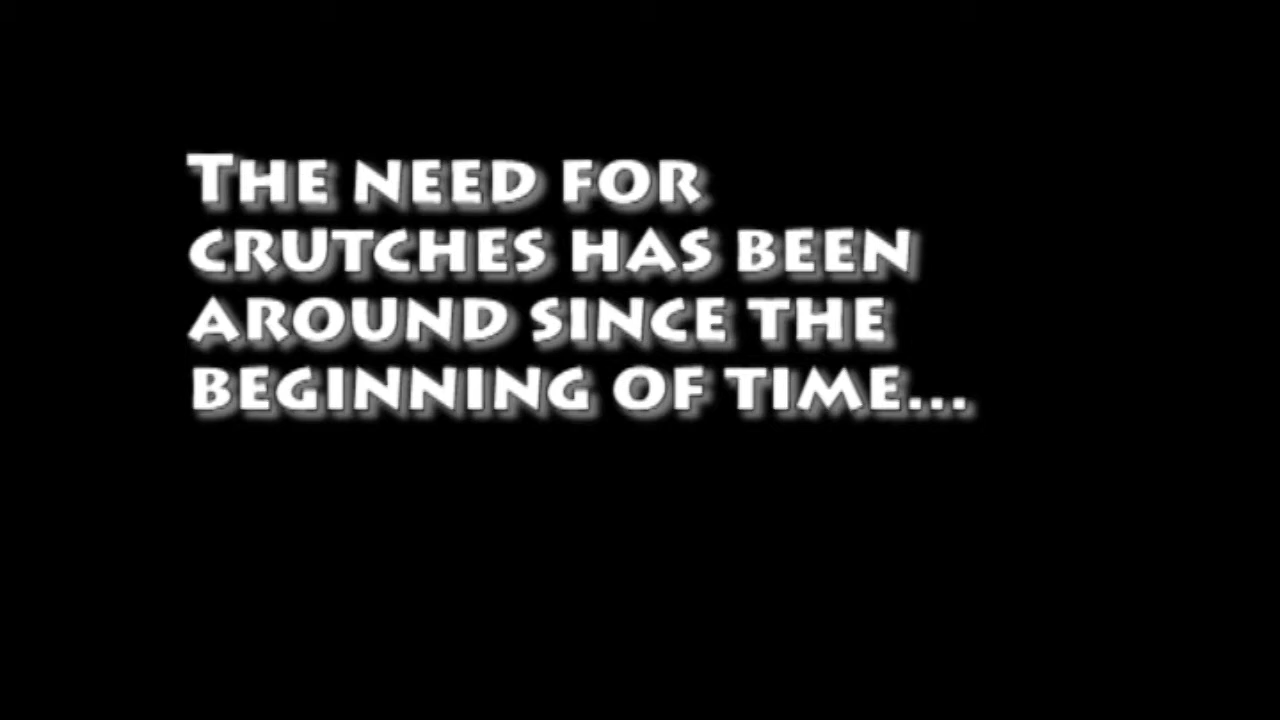 The need for
crutches has been
around since the
beginning of time...